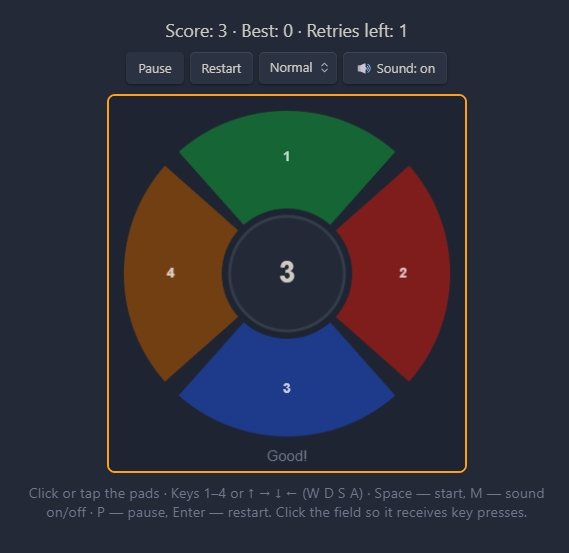 Score: 3 · Best: 0 · Retries left: 1
Pause Restart Normal Sound: on
1
4 3 2
3
Good!
Click or tap the pads · Keys 1–4 or ↑ → ↓ ← (W D S A) · Space — start, M — sound
on/off · P — pause, Enter — restart. Click the field so it receives key presses.